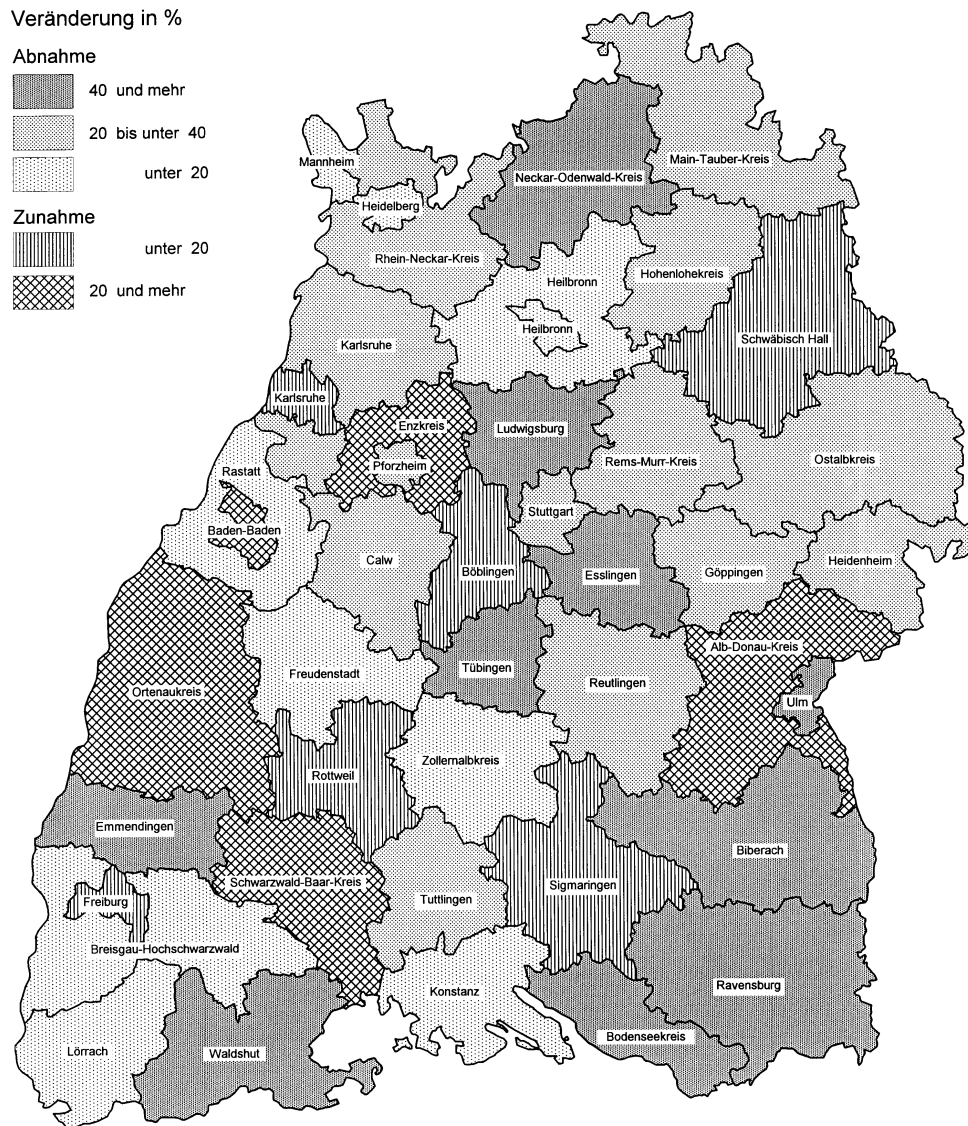 Veränderung in %
Abnahme
40 und mehr
20 bis unter 40
unter 20
Zunahme
unter 20
20 und mehr
Mannheim
Main-Tauber-Kreis
Neckar-Odenwald-Kreis
Heidelberg
Rhein-Neckar-Kreis
Hohenlohekreis
Heilbronn
Heilbronn
Schwäbisch Hall
Karlsruhe
Karlsruhe
Enzkreis
Ludwigsburg
Pforzheim
Rems-Murr-Kreis
Ostalbkreis
Rastatt
Stuttgart
Baden-Baden
Calw
Böblingen
Esslingen
Göppingen
Heidenheim
Alb-Donau-Kreis
Freudenstadt
Tübingen
Reutlingen
Ortenaukreis
Ulm
Zollernalbkreis
Rottweil
Emmendingen
Biberach
Schwarzwald-Baar-Kreis
Sigmaringen
Freiburg
Tuttlingen
Breisgau-Hochschwarzwald
Konstanz
Ravensburg
Bodenseekreis
Lörrach
Waldshut